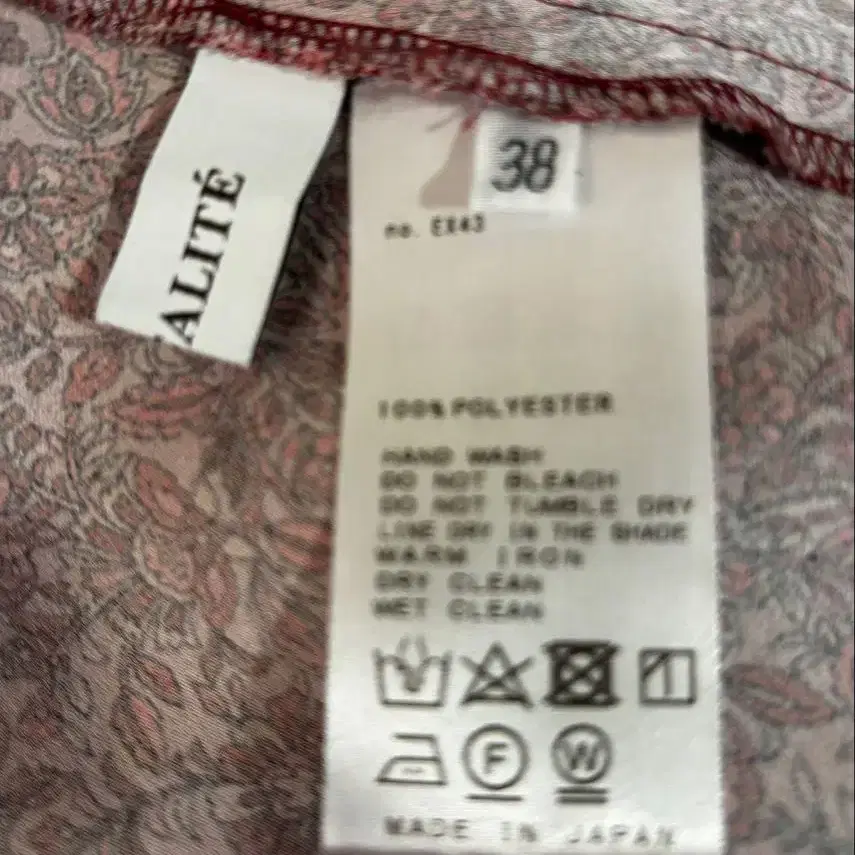 ALITÉ
38
no. EX43
100% POLYESTER
HAND WASH
DO NOT BLEACH
DO NOT TUMBLE DRY
LINE DRY IN THE SHADE
WARM IRON
DRY CLEAN
WET CLEAN
F W
MADE IN JAPAN